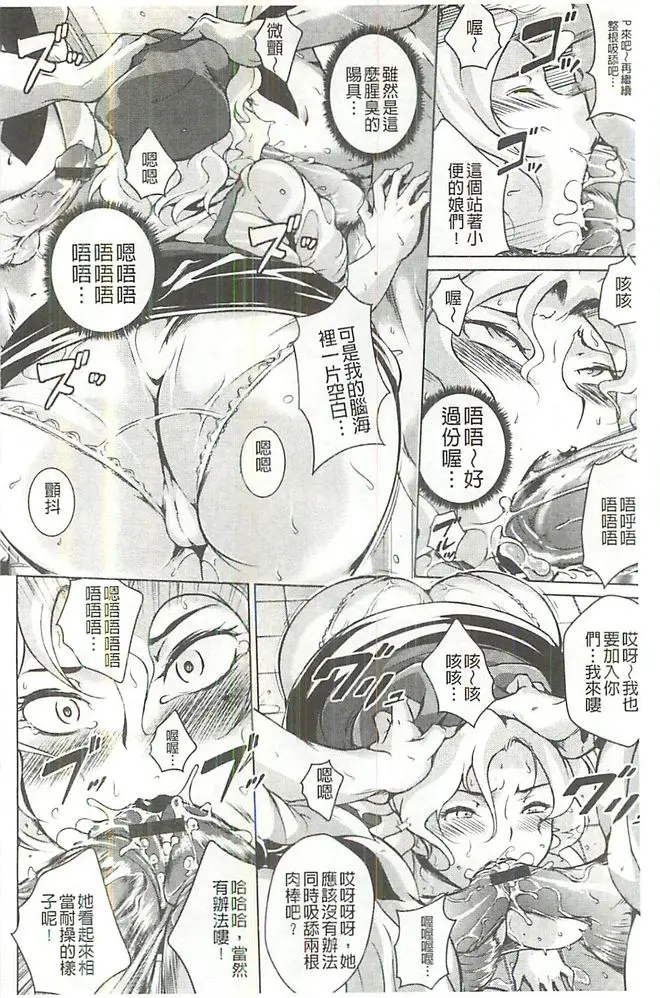 P來吧～再繼續
整根吸舔吧…
喔～
這個站著小
便的娘們！
微顫
雖然是這
麼腥臭的
陽具…
嗯嗯
嗯唔唔
唔唔唔
唔唔…
可是我的腦海
裡一片空白…
嗯嗯
顫抖
咳咳
喔～
唔唔～好
過份喔…
唔呼唔
唔唔唔
哎呀～我也
要加入你
們…我來嘍
咳～咳
咳咳…
嗯嗯
喔喔喔
喔喔…
哎呀呀呀，她
應該沒有辦法
同時吸舔兩根
肉棒吧？
嗯唔唔唔唔
唔唔唔…
喔喔…
哈哈哈，當然
有辦法嘍！
她看起來相
當耐操的樣
子呢！